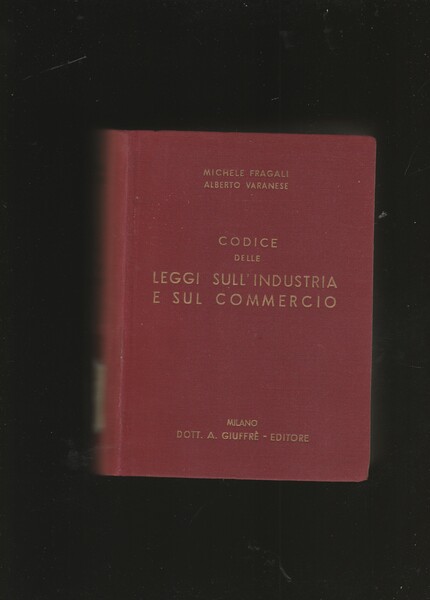 MICHELE FRAGALI
ALBERTO VARANESE
CODICE
DELLE
LEGGI SULL'INDUSTRIA
E SUL COMMERCIO
MILANO
DOTT. A. GIUFFRÈ - EDITORE